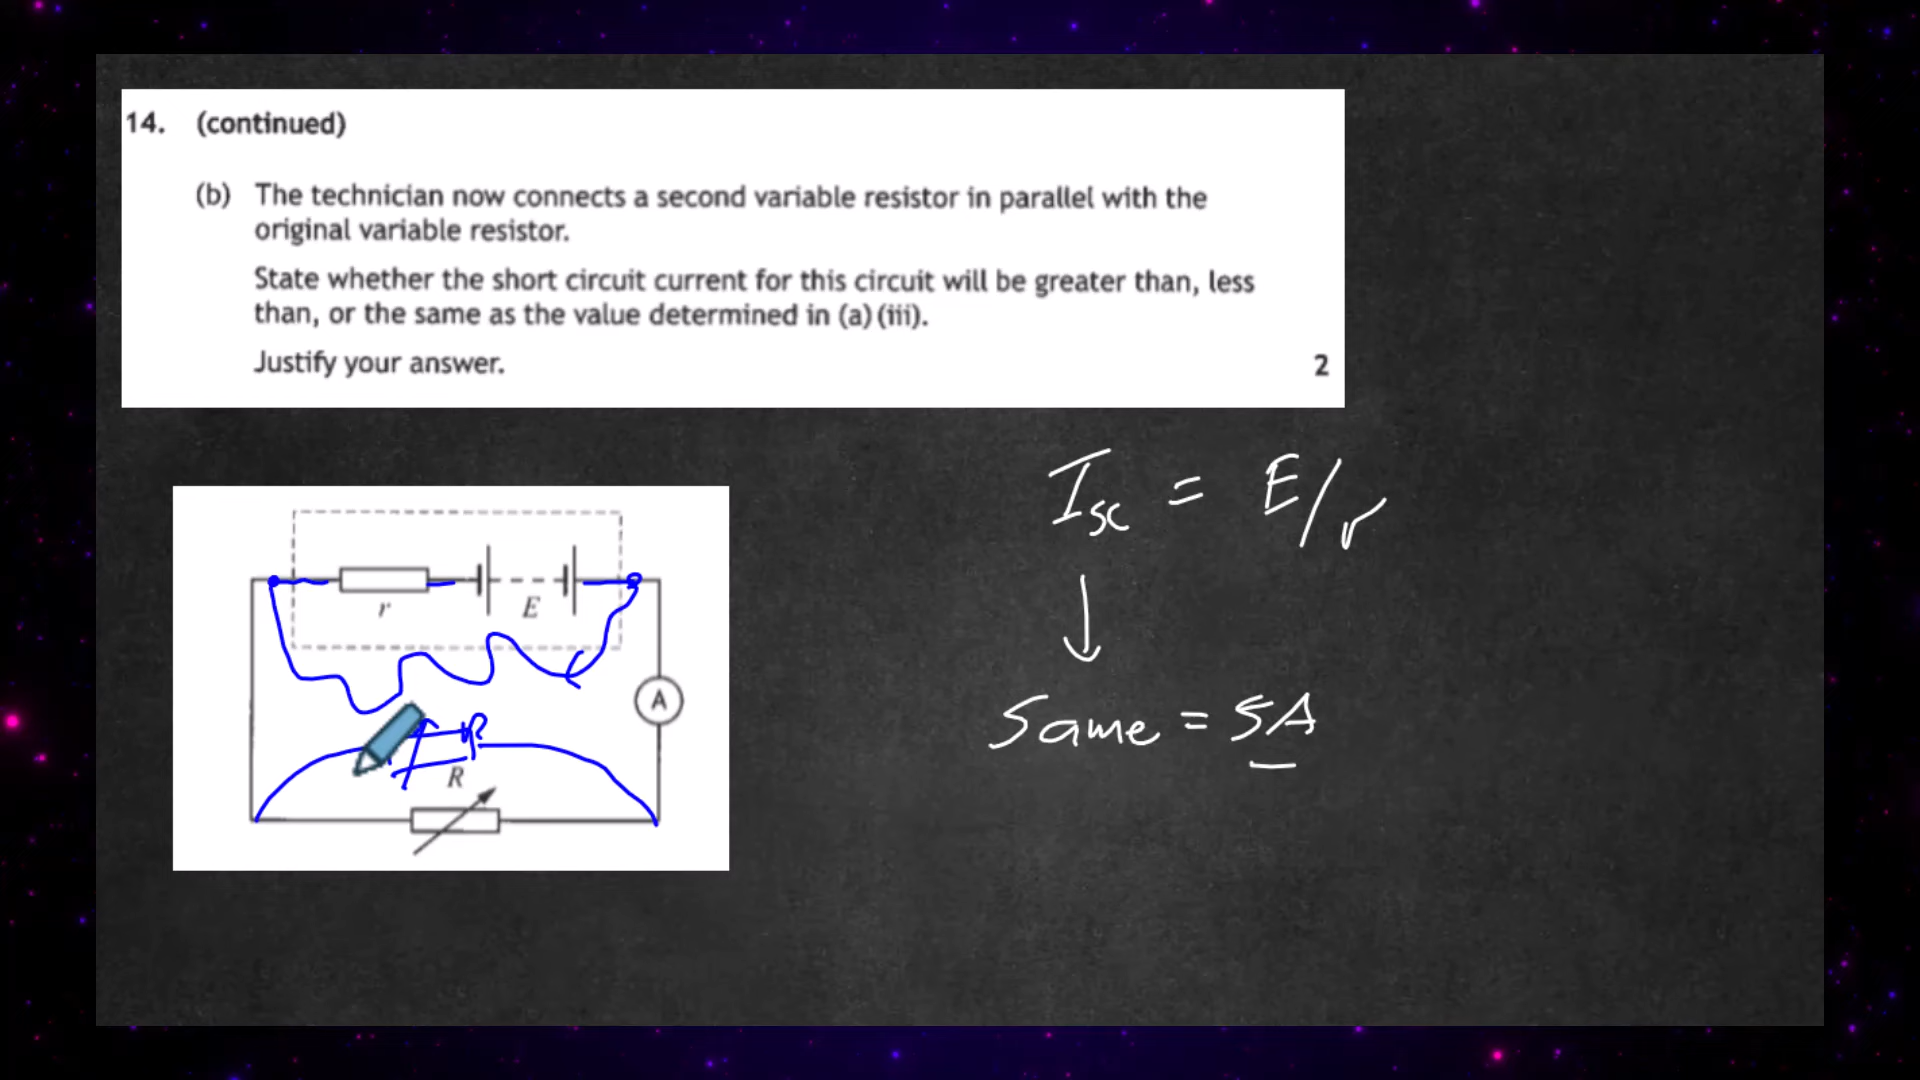 14. (continued)
(b) The technician now connects a second variable resistor in parallel with the
original variable resistor.
State whether the short circuit current for this circuit will be greater than, less
than, or the same as the value determined in (a)(iii).
Justify your answer. 2
I_sc = E/r
Same = 5A
r
E
A
R